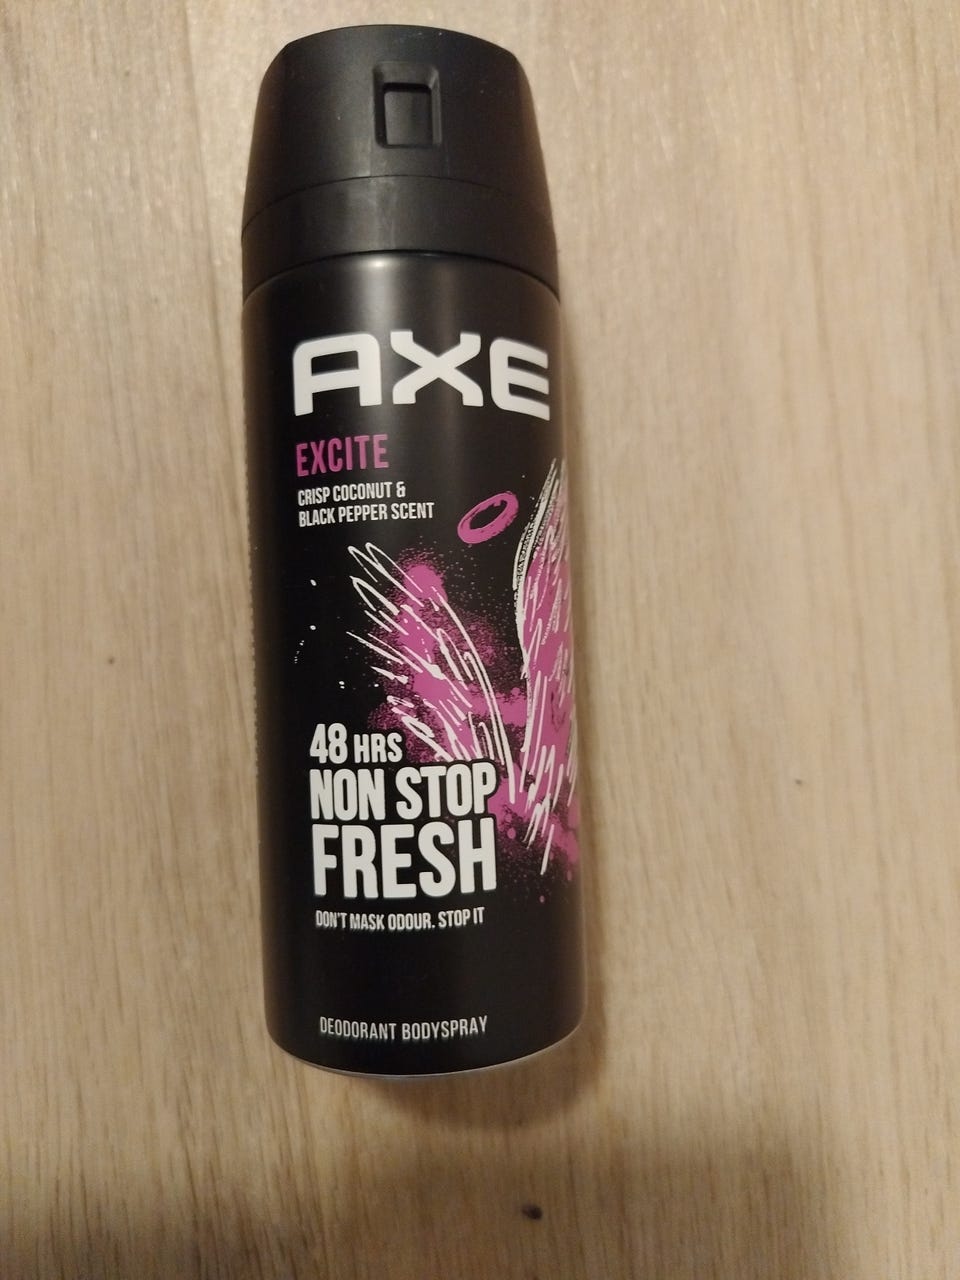 AXE
EXCITE
CRISP COCONUT &
BLACK PEPPER SCENT
48 HRS
NON STOP
FRESH
DON'T MASK ODOUR. STOP IT
DEODORANT BODYSPRAY